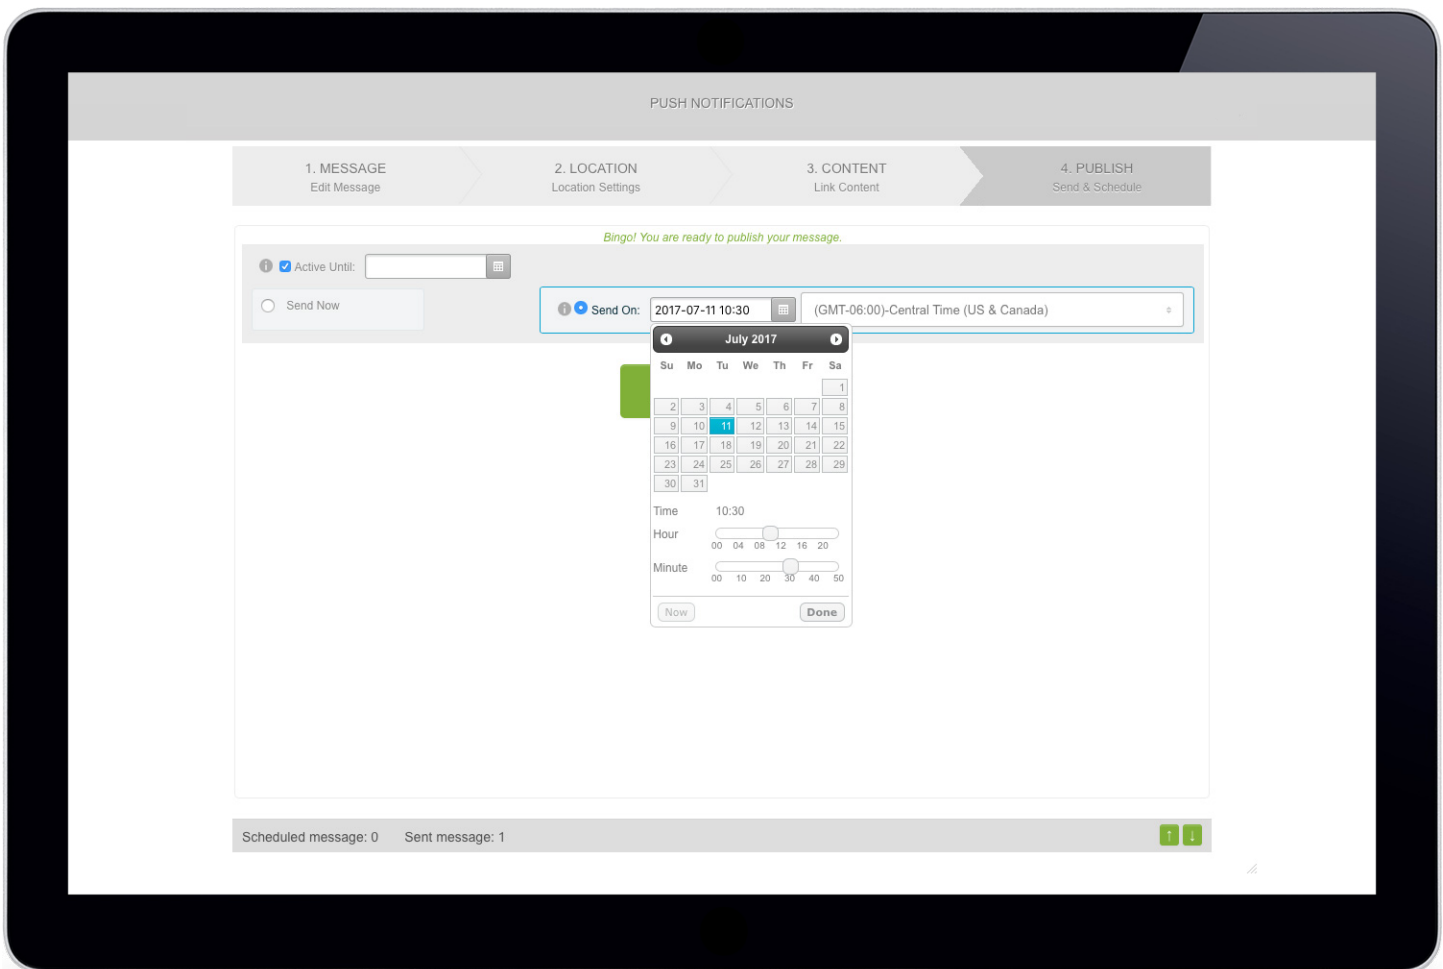 PUSH NOTIFICATIONS
1. MESSAGE
Edit Message
2. LOCATION
Location Settings
3. CONTENT
Link Content
4. PUBLISH
Send & Schedule
Bingo! You are ready to publish your message.
Active Until:
Send Now
Send On: 2017-07-11 10:30 (GMT-06:00)-Central Time (US & Canada)
July 2017
Su Mo Tu We Th Fr Sa
1
2 3 4 5 6 7 8
9 10 11 12 13 14 15
16 17 18 19 20 21 22
23 24 25 26 27 28 29
30 31
Time 10:30
Hour
00 04 08 12 16 20
Minute
00 10 20 30 40 50
Now Done
Scheduled message: 0 Sent message: 1